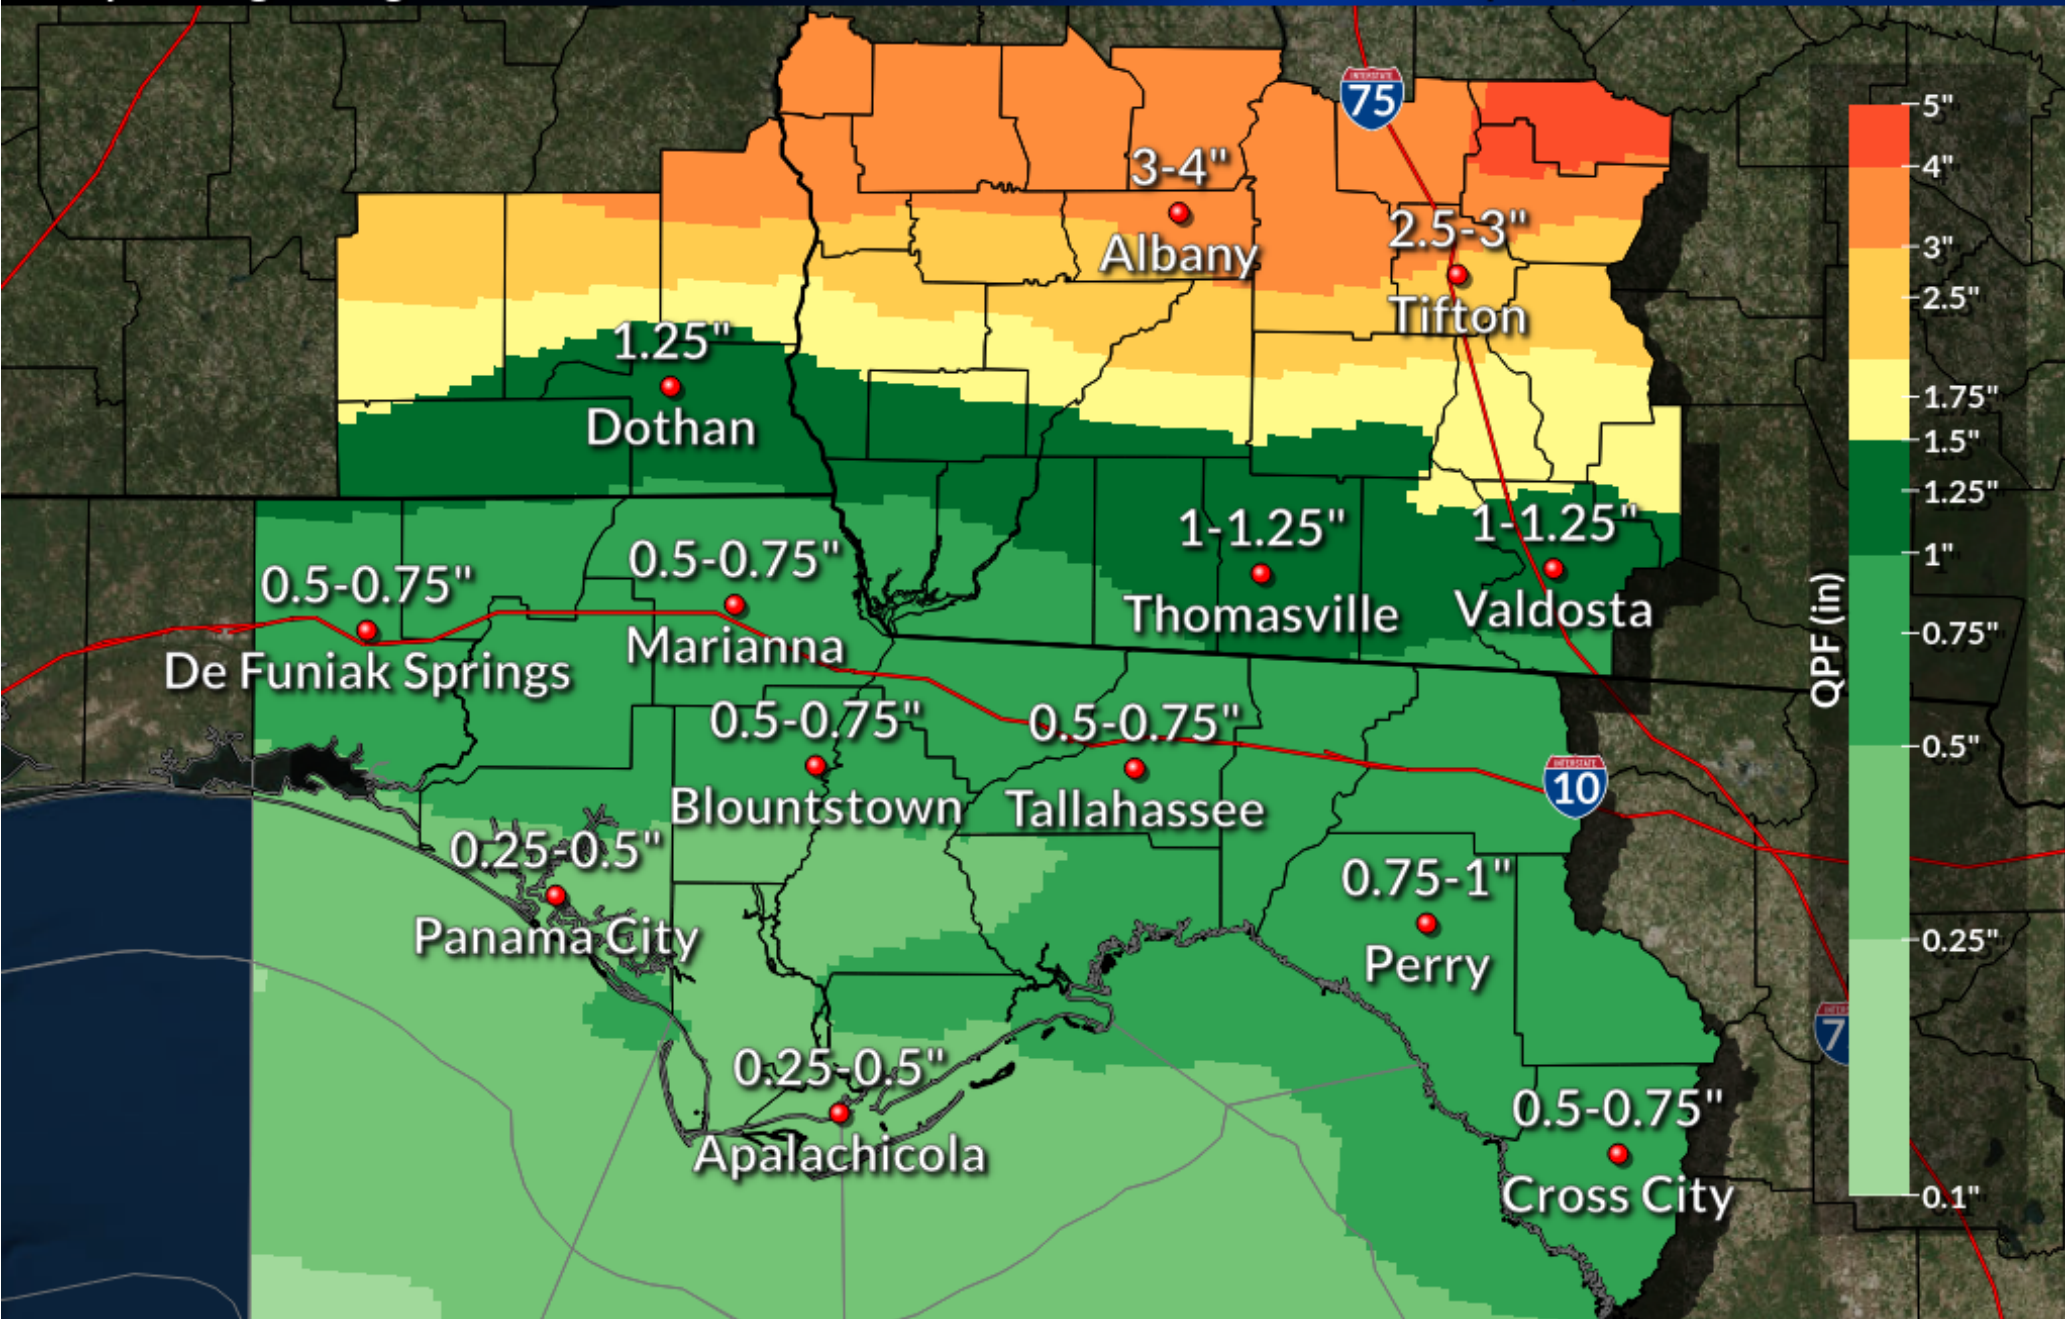 INTERSTATE
75
3-4"
Albany
2.5-3"
Tifton
1.25"
Dothan
1-1.25"
Thomasville
1-1.25"
Valdosta
0.5-0.75"
De Funiak Springs
0.5-0.75"
Marianna
0.5-0.75"
Blountstown
0.5-0.75"
Tallahassee
INTERSTATE
10
0.25-0.5"
Panama City
0.75-1"
Perry
0.25-0.5"
Apalachicola
0.5-0.75"
Cross City
7
QPF (in)
5"
4"
3"
2.5"
1.75"
1.5"
1.25"
1"
0.75"
0.5"
0.25"
0.1"